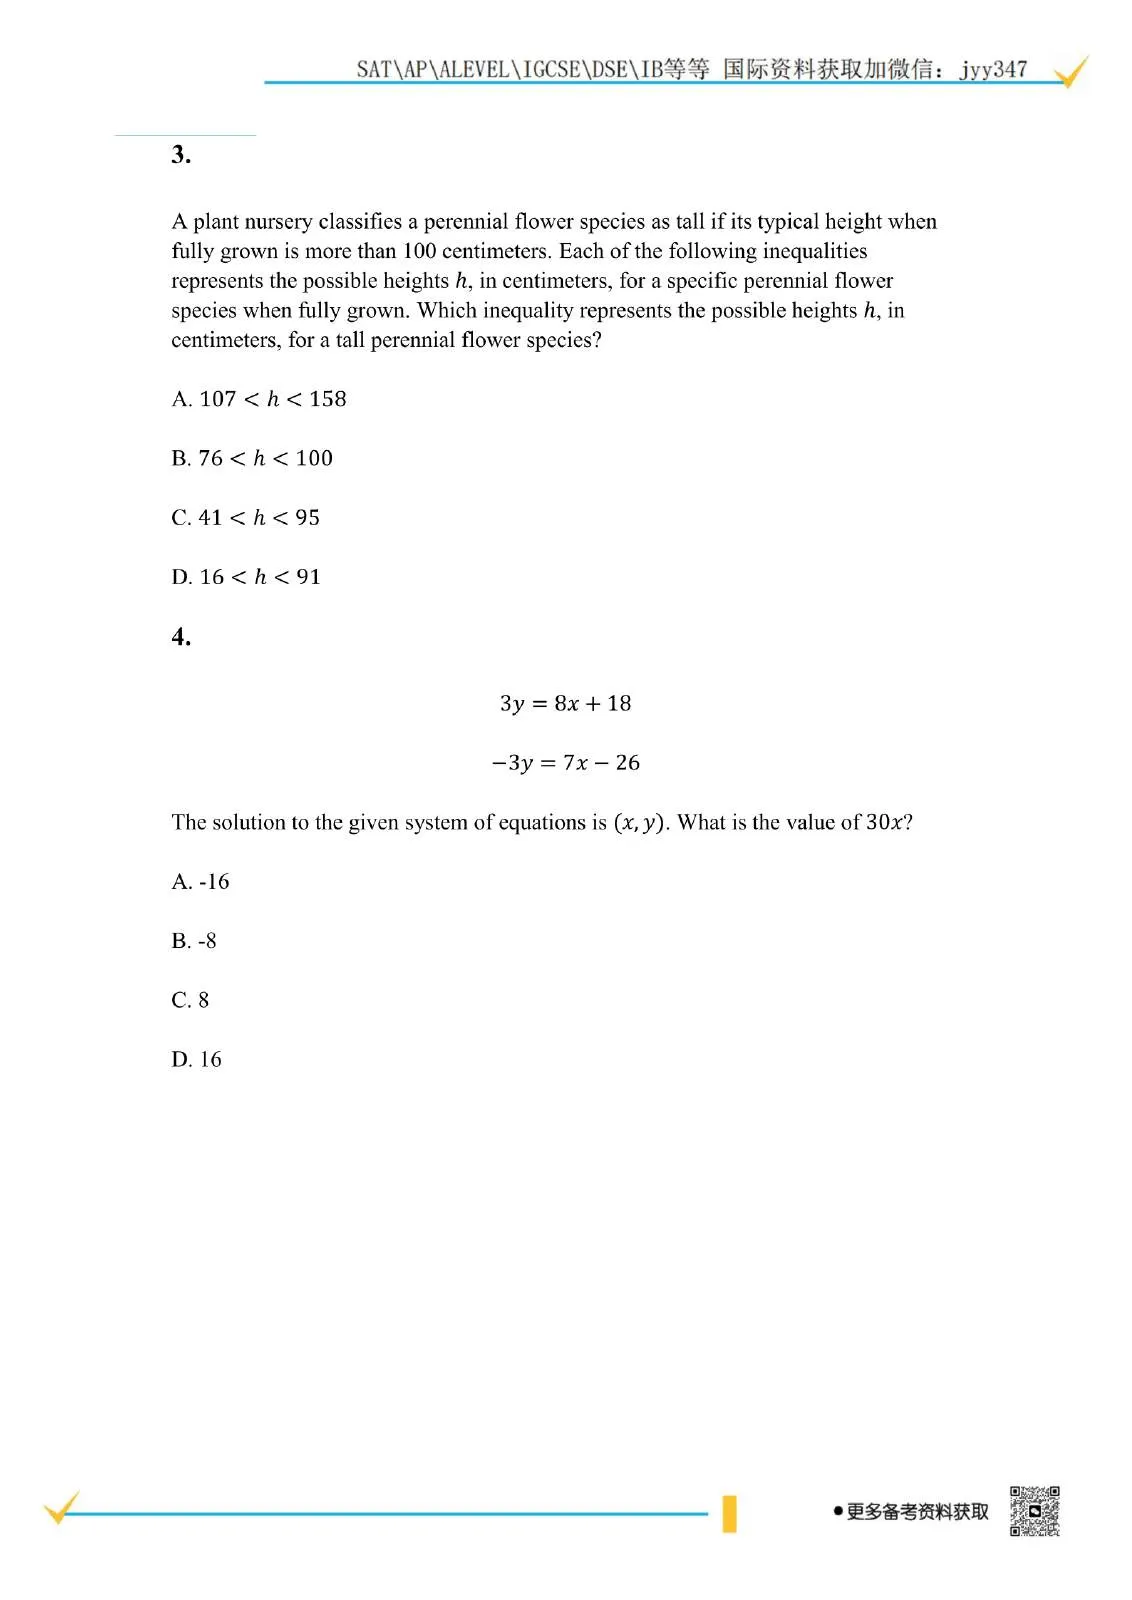 SAT\AP\ALEVEL\IGCSE\DSE\IB等等 国际资料获取加微信：jyy347
3.
A plant nursery classifies a perennial flower species as tall if its typical height when
fully grown is more than 100 centimeters. Each of the following inequalities
represents the possible heights h, in centimeters, for a specific perennial flower
species when fully grown. Which inequality represents the possible heights h, in
centimeters, for a tall perennial flower species?
A. 107 < h < 158
B. 76 < h < 100
C. 41 < h < 95
D. 16 < h < 91
4.
3y = 8x + 18
−3y = 7x − 26
The solution to the given system of equations is (x, y). What is the value of 30x?
A. -16
B. -8
C. 8
D. 16
●更多备考资料获取